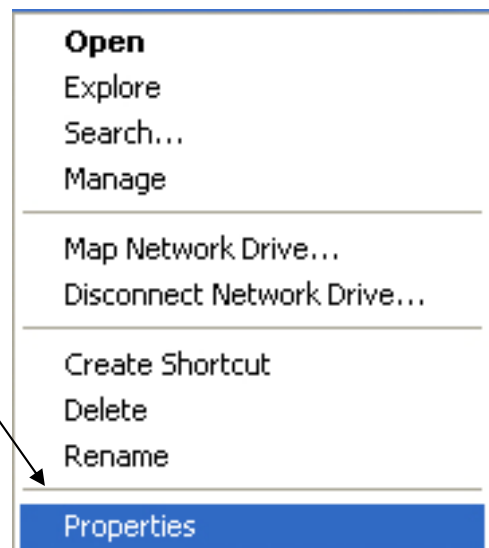 Open
Explore
Search...
Manage
Map Network Drive...
Disconnect Network Drive...
Create Shortcut
Delete
Rename
Properties